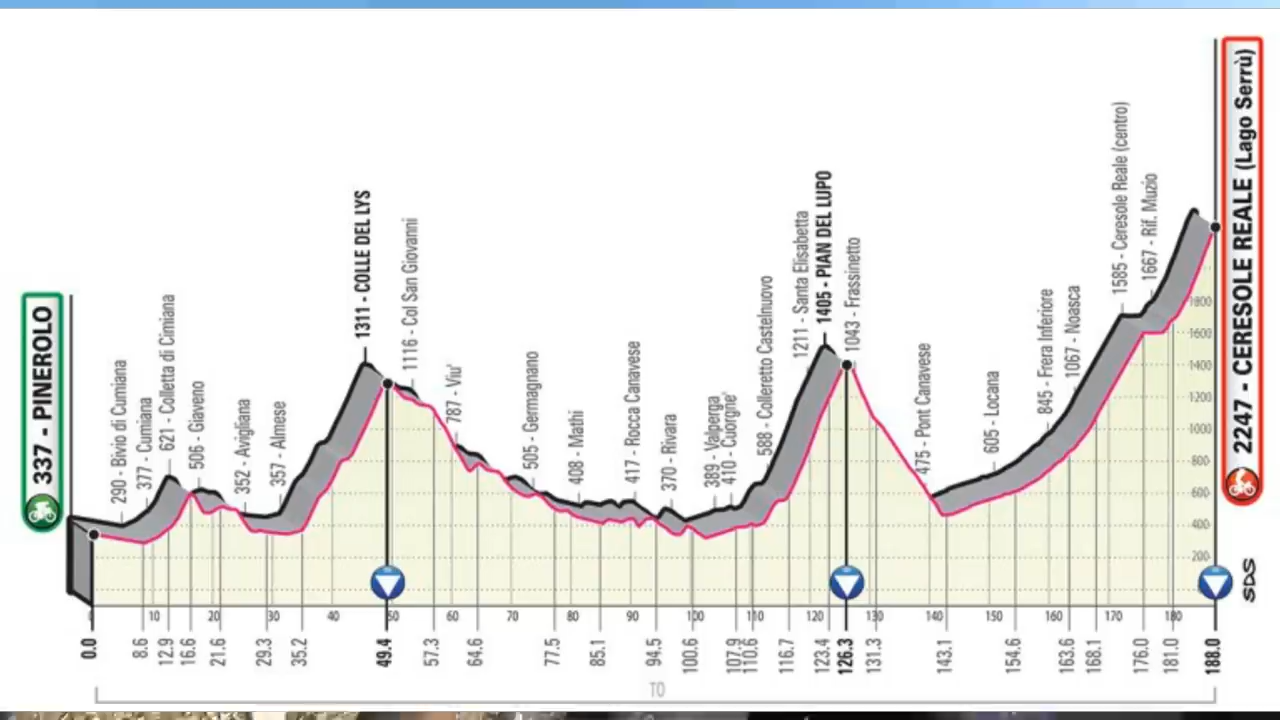 337 - PINEROLO
290 - Bivio di Cumiana
377 - Cumiana
621 - Colletta di Cimiana
506 - Giaveno
352 - Avigliana
357 - Almese
1311 - COLLE DEL LYS
1116 - Col San Giovanni
787 - Viu'
505 - Germagnano
408 - Mathi
417 - Rocca Canavese
370 - Rivara
389 - Valperga
410 - Cuorgne'
588 - Colleretto Castelnuovo
1211 - Santa Elisabetta
1405 - PIAN DEL LUPO
1043 - Frassinetto
475 - Pont Canavese
605 - Locana
845 - Frera Inferiore
1067 - Noasca
1585 - Ceresole Reale (centro)
1667 - Rif. Muzio
2247 - CERESOLE REALE (Lago Serrù)
1800
1600
1400
1200
1000
800
600
400
200
SDS
0 10 20 30 40 50 60 70 80 90 100 110 120 130 140 150 160 170 180
0.0 8.6 12.9 16.6 21.6 29.3 35.2 49.4 57.3 64.6 77.5 85.1 94.5 100.6 107.9 110.6 116.7 123.4 126.3 131.3 143.1 154.6 163.6 168.1 176.0 181.0 188.0
TO